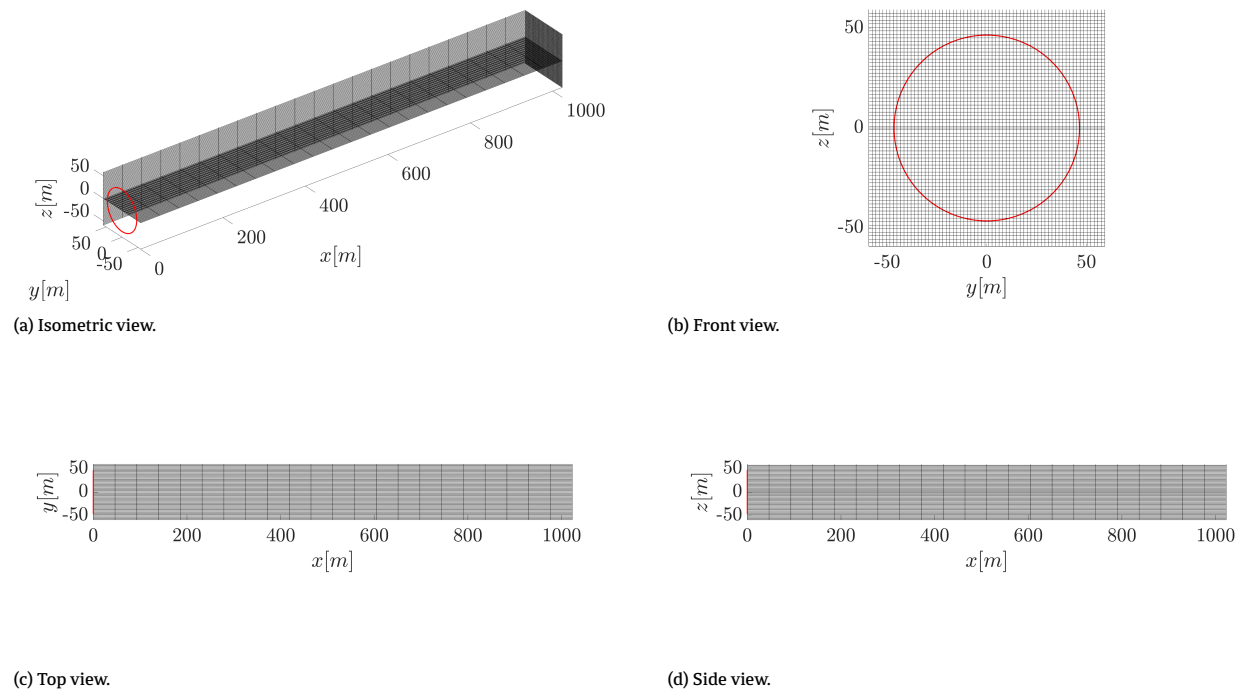 50
0
-50
z[m]
50
0
-50
y[m]
0
200
400
600
800
1000
x[m]
(a) Isometric view.
50
0
-50
z[m]
-50 0 50
y[m]
(b) Front view.
50
0
-50
y[m]
0 200 400 600 800 1000
x[m]
(c) Top view.
50
0
-50
z[m]
0 200 400 600 800 1000
x[m]
(d) Side view.